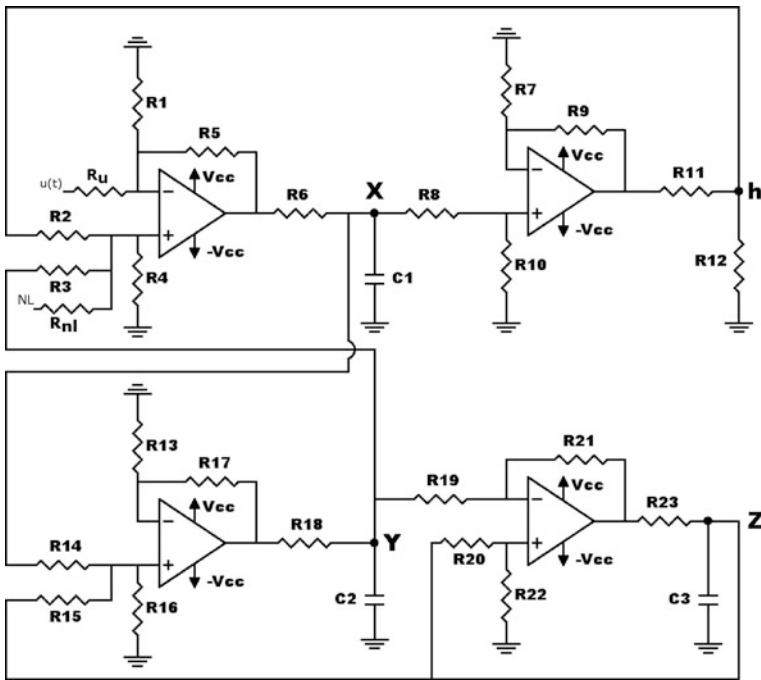 R7
R1
R9
R5
Vcc
R11
u(t)
Ru
Vcc
R6
X
R8
h
R2
-Vcc
-Vcc
R4
R10
R12
R3
C1
NL
Rnl
R13
R21
R17
R19
Vcc
Vcc
R23
Z
R18
R14
Y
R20
-Vcc
-Vcc
R15
R16
C2
R22
C3